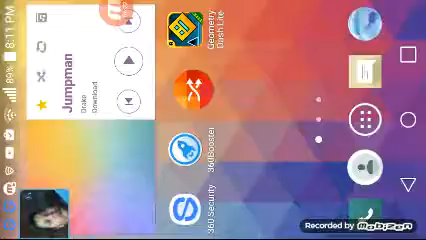 8:11 PM
89%
Jumpman
Drake
Download
Geometry
Dash Lite
360Booster
360 Security
Recorded by Mobizen